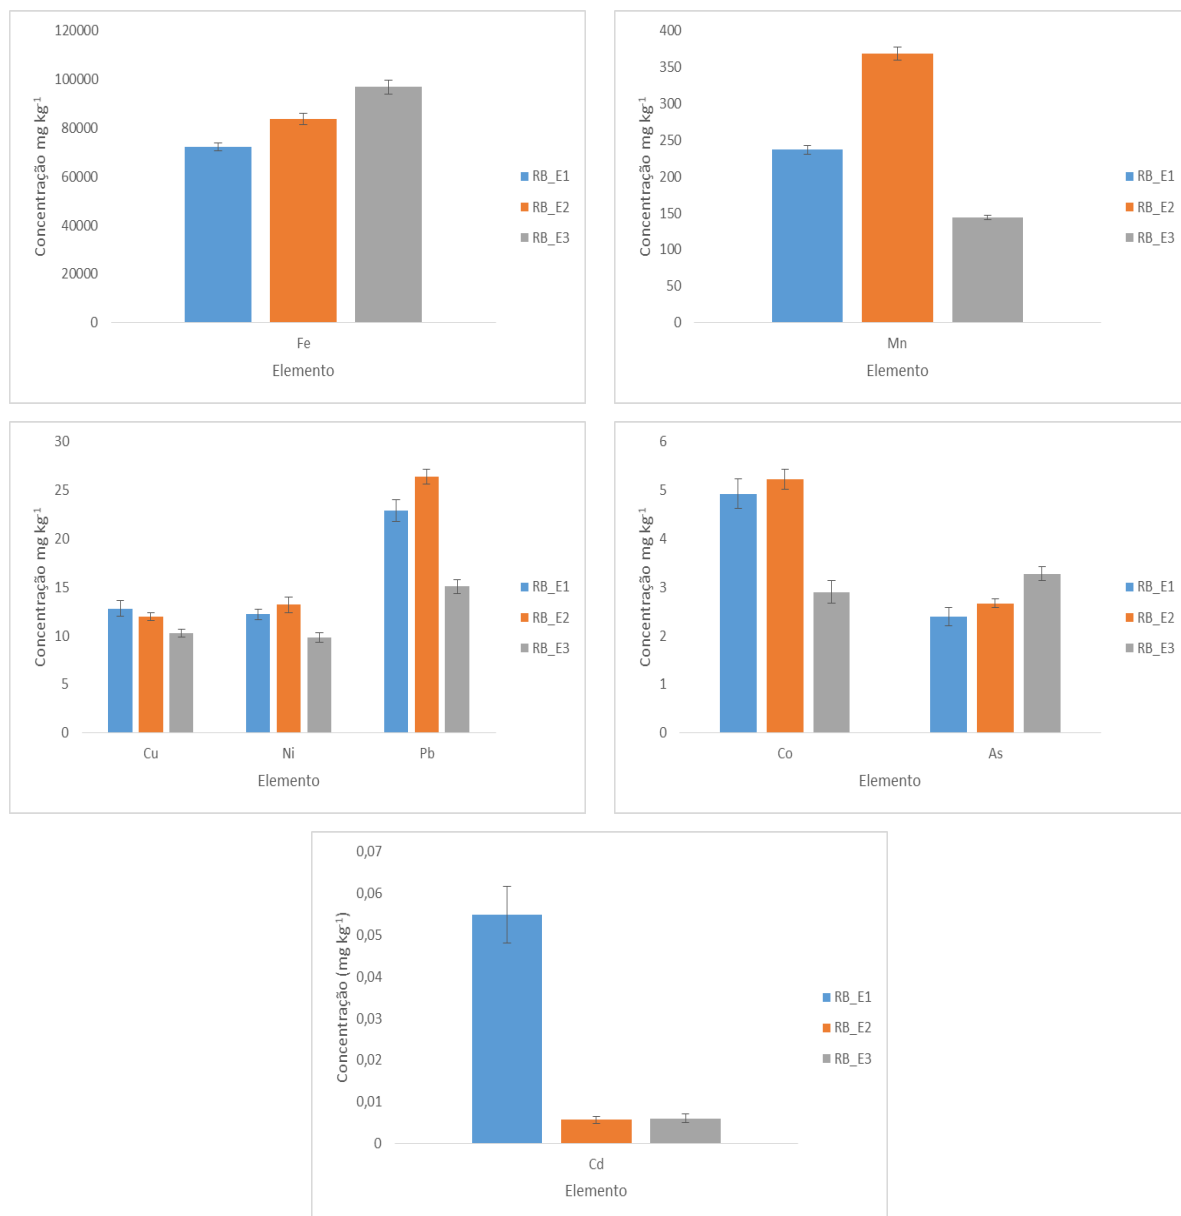 120000
100000
80000
60000
40000
20000
0
Concentração mg kg-1
Fe
Elemento
RB_E1
RB_E2
RB_E3
400
350
300
250
200
150
100
50
0
Concentração mg kg-1
Mn
Elemento
RB_E1
RB_E2
RB_E3
30
25
20
15
10
5
0
Concentração mg kg-1
Cu Ni Pb
Elemento
RB_E1
RB_E2
RB_E3
6
5
4
3
2
1
0
Concentração mg kg-1
Co As
Elemento
RB_E1
RB_E2
RB_E3
0,07
0,06
0,05
0,04
0,03
0,02
0,01
0
Concentração (mg kg-1)
Cd
Elemento
RB_E1
RB_E2
RB_E3